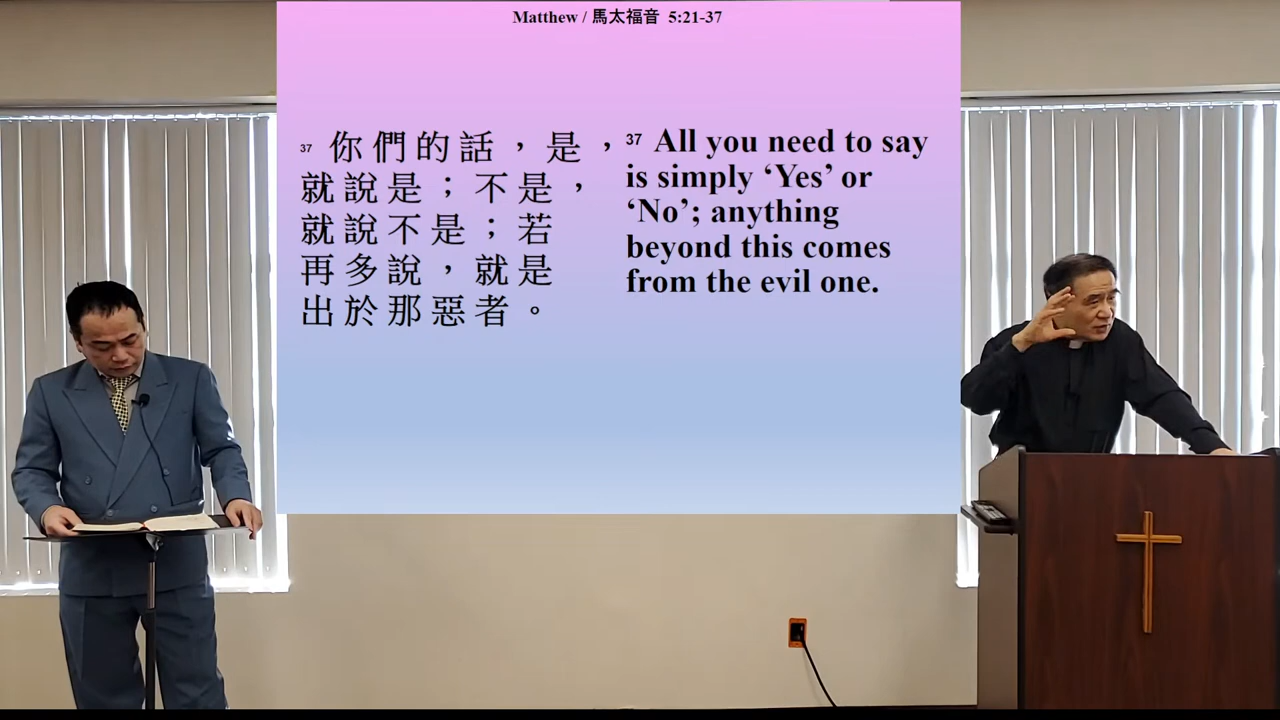 Matthew / 馬太福音 5:21-37
37 你們的話，是，
就說是；不是，
就說不是；若
再多說，就是
出於那惡者。
37 All you need to say
is simply ‘Yes’ or
‘No’; anything
beyond this comes
from the evil one.